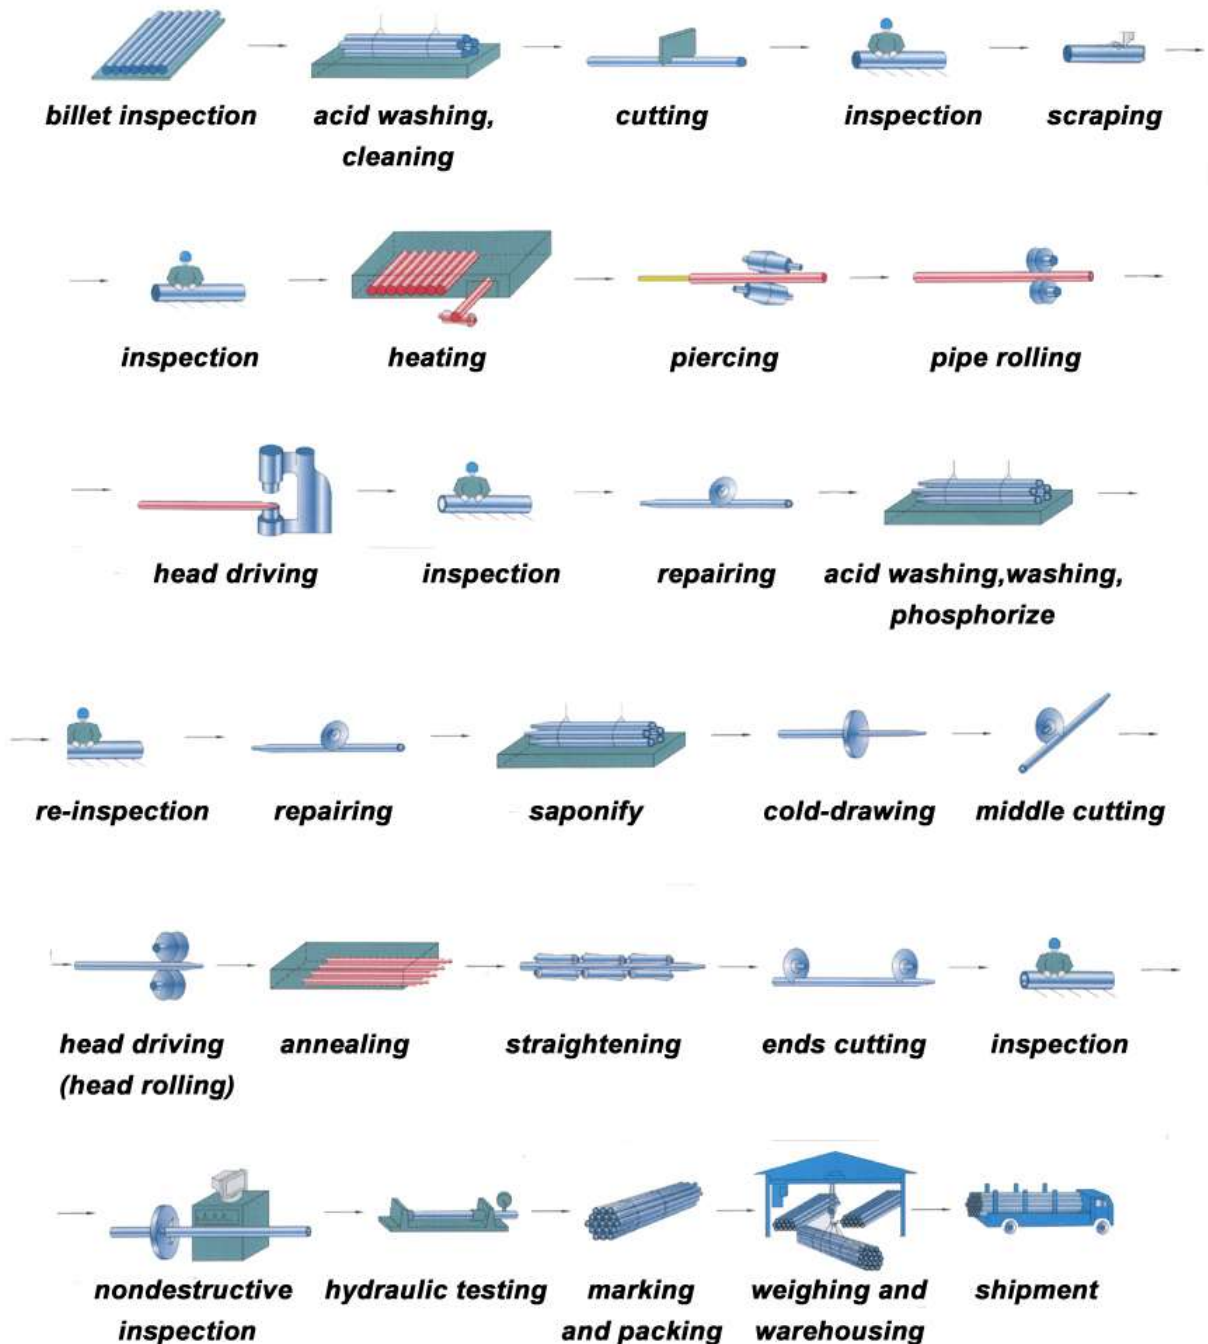 billet inspection
acid washing,
cleaning
cutting
inspection
scraping
inspection
heating
piercing
pipe rolling
head driving
inspection
repairing
acid washing,washing,
phosphorize
re-inspection
repairing
saponify
cold-drawing
middle cutting
head driving
(head rolling)
annealing
straightening
ends cutting
inspection
nondestructive
inspection
hydraulic testing
marking
and packing
weighing and
warehousing
shipment